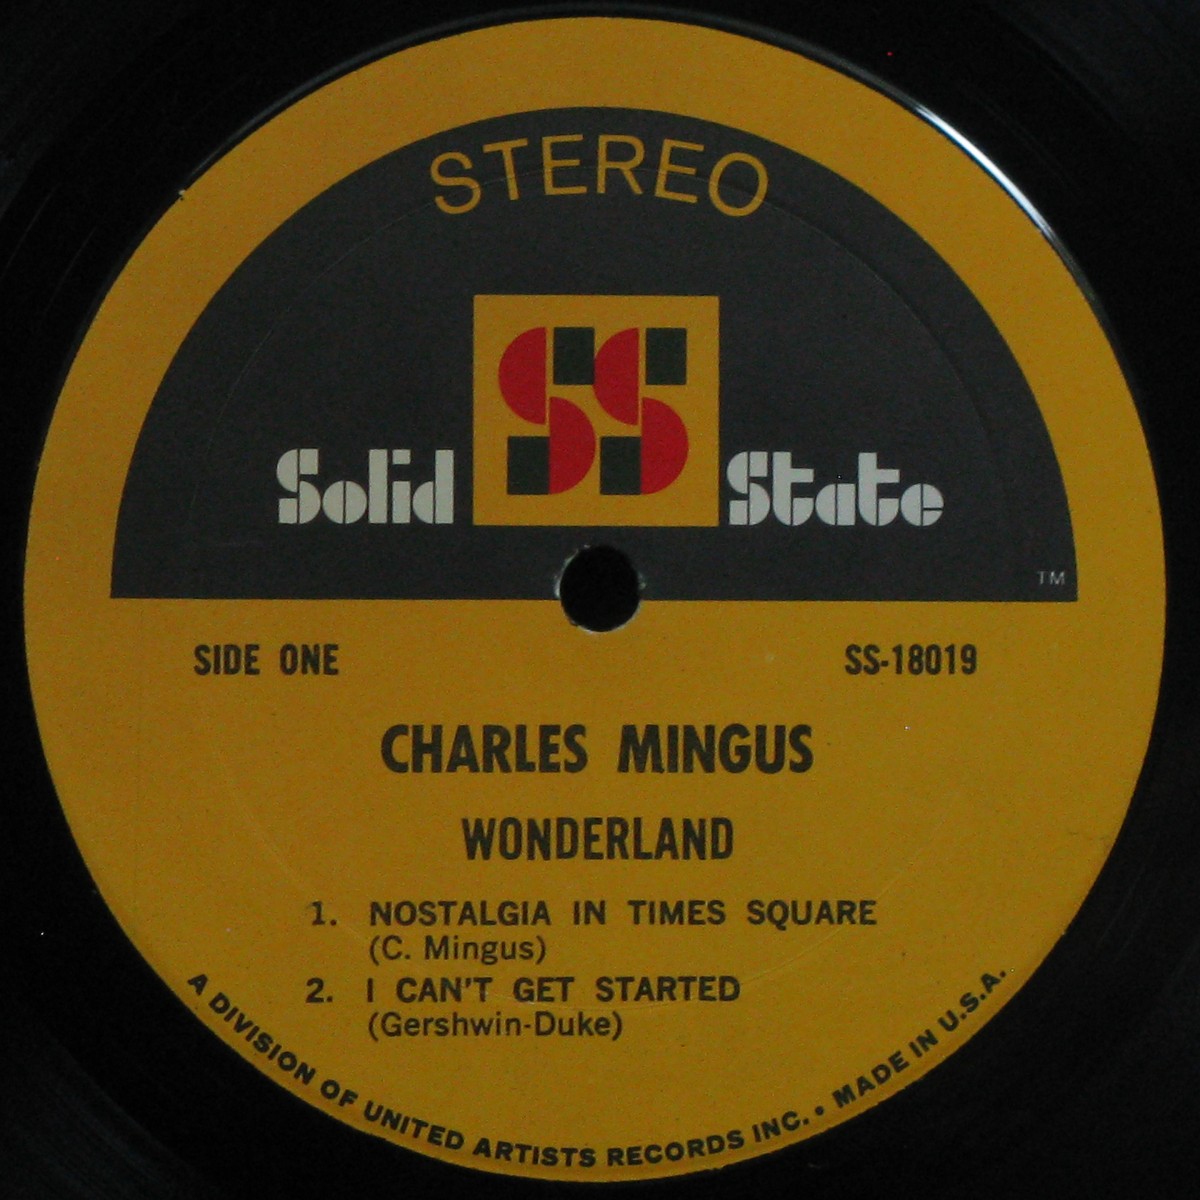 STEREO
SS
Solid State
TM
SIDE ONE SS-18019
CHARLES MINGUS
WONDERLAND
1. NOSTALGIA IN TIMES SQUARE
(C. Mingus)
2. I CAN'T GET STARTED
(Gershwin-Duke)
A DIVISION OF UNITED ARTISTS RECORDS INC. • MADE IN U.S.A.